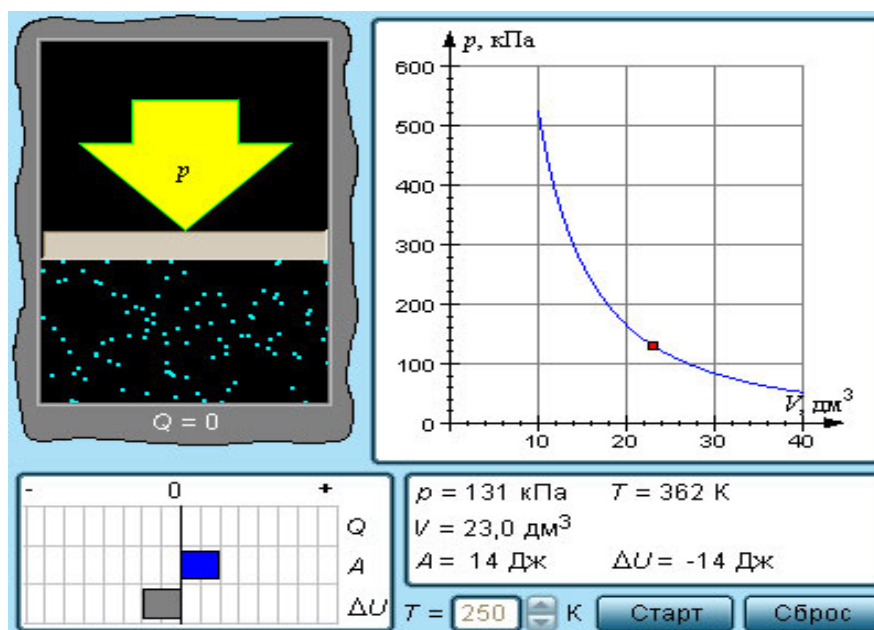 p
Q = 0
p, кПа
600
500
400
300
200
100
0
10 20 30 40
V, дм³
- 0 +
Q
A
ΔU
p = 131 кПа T = 362 К
V = 23,0 дм³
A = 14 Дж ΔU = -14 Дж
T = 250 К Старт Сброс